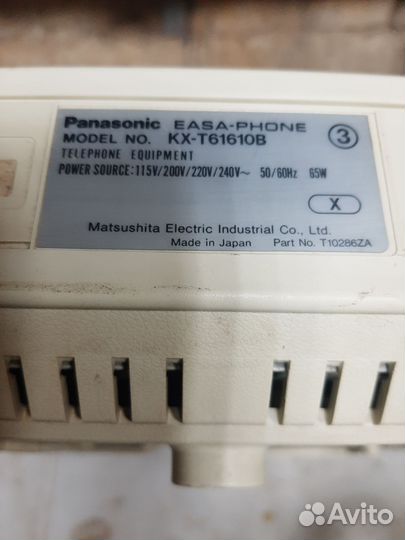 Panasonic EASA-PHONE
MODEL NO. KX-T61610B
3
TELEPHONE EQUIPMENT
POWER SOURCE: 115V/200V/220V/240V~ 50/60Hz 65W
X
Matsushita Electric Industrial Co., Ltd.
Made in Japan Part No. T10286ZA
Avito